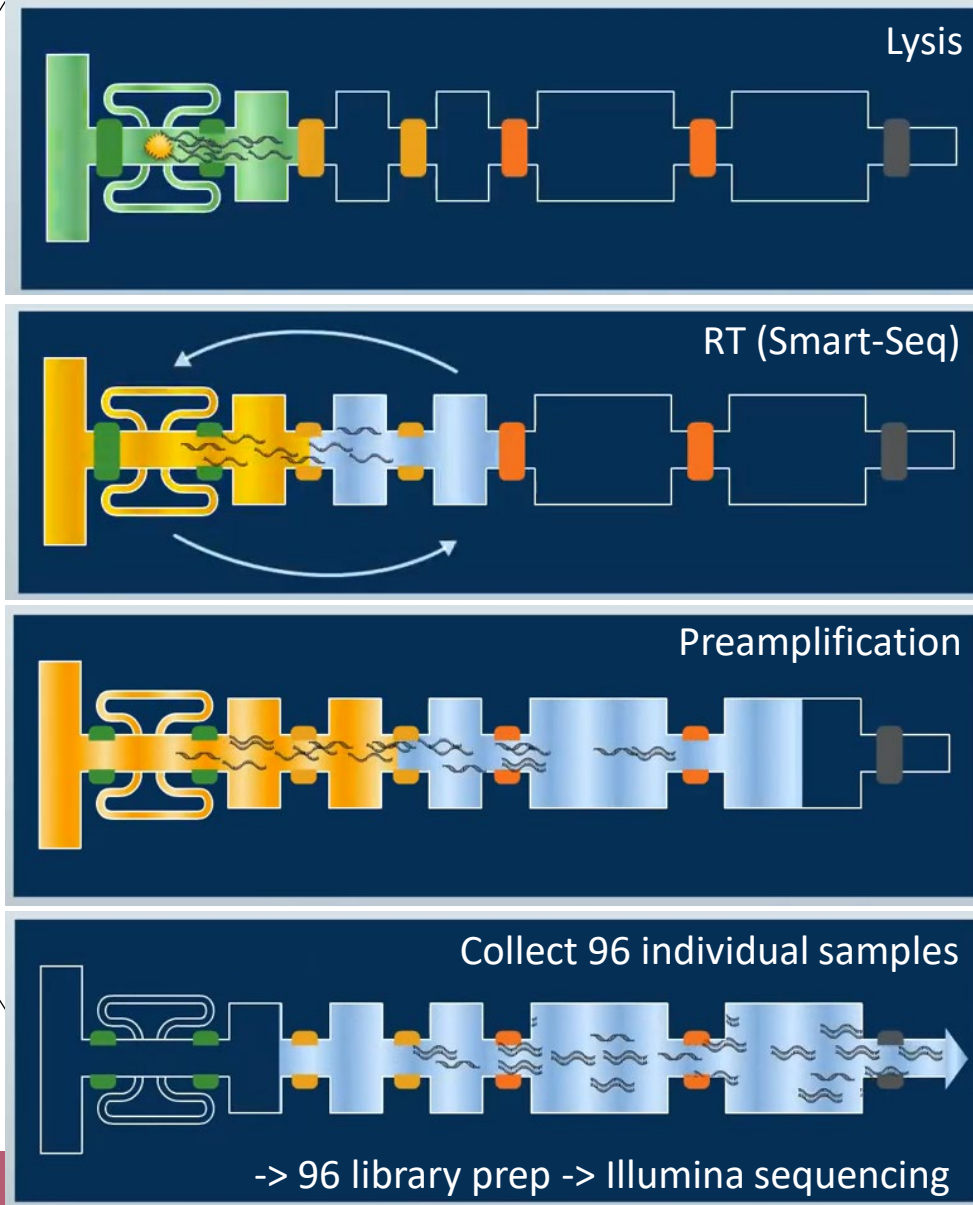 Lysis
RT (Smart-Seq)
Preamplification
Collect 96 individual samples
-> 96 library prep -> Illumina sequencing